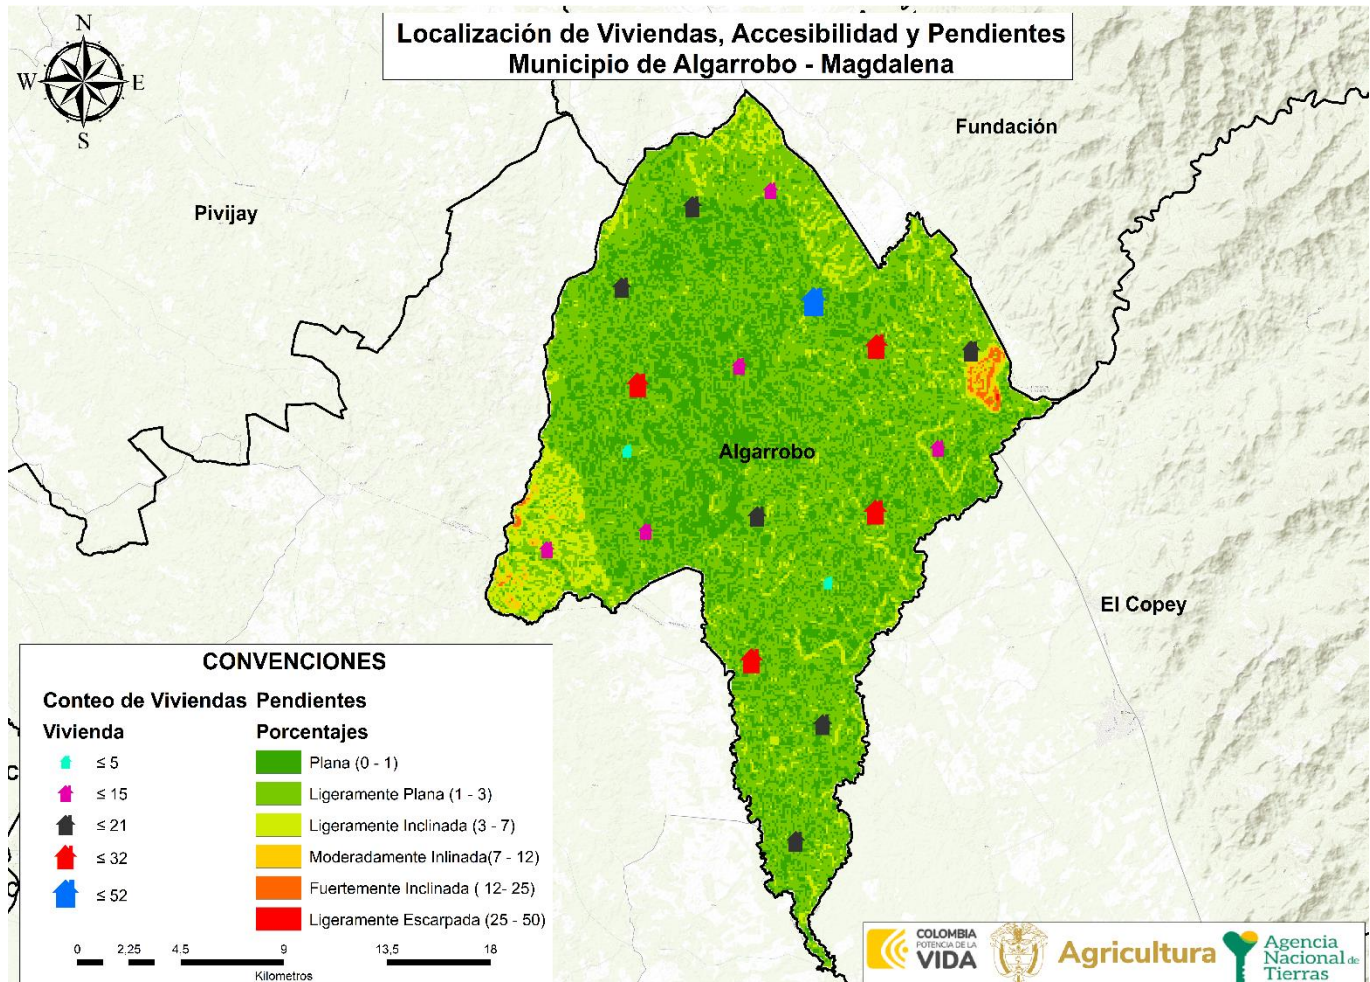 Localización de Viviendas, Accesibilidad y Pendientes
Municipio de Algarrobo - Magdalena
N
W
E
S
Fundación
Pivijay
Algarrobo
El Copey
CONVENCIONES
Conteo de Viviendas
Vivienda
≤ 5
≤ 15
≤ 21
≤ 32
≤ 52
Pendientes
Porcentajes
Plana (0 - 1)
Ligeramente Plana (1 - 3)
Ligeramente Inclinada (3 - 7)
Moderadamente Inlinada(7 - 12)
Fuertemente Inclinada ( 12- 25)
Ligeramente Escarpada (25 - 50)
0 2.25 4.5 9 13,5 18
Kilometros
COLOMBIA
POTENCIA DE LA
VIDA
Agricultura
Agencia
Nacional de
Tierras